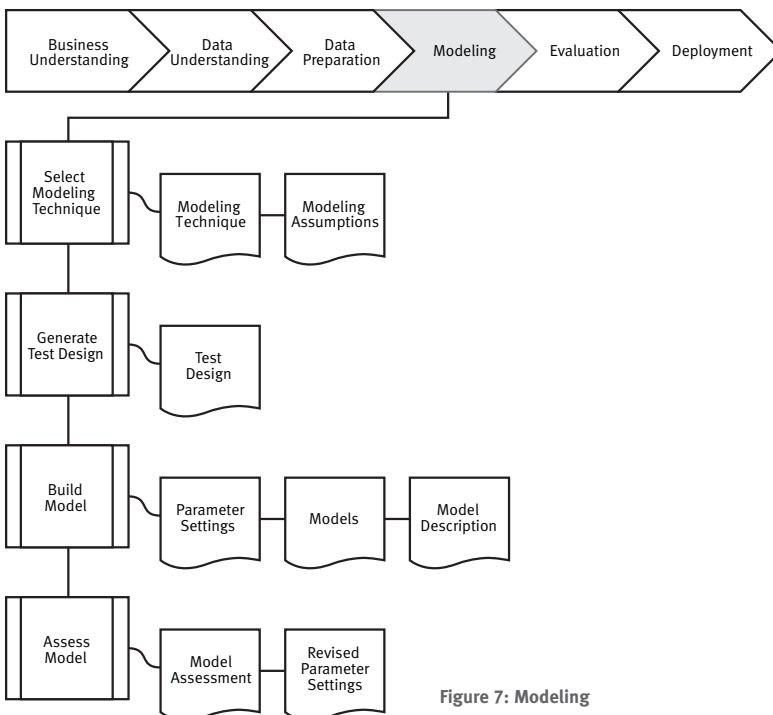 Business
Understanding
Data
Understanding
Data
Preparation
Modeling
Evaluation
Deployment
Select
Modeling
Technique
Modeling
Technique
Modeling
Assumptions
Generate
Test Design
Test
Design
Build
Model
Parameter
Settings
Models
Model
Description
Assess
Model
Model
Assessment
Revised
Parameter
Settings
Figure 7: Modeling